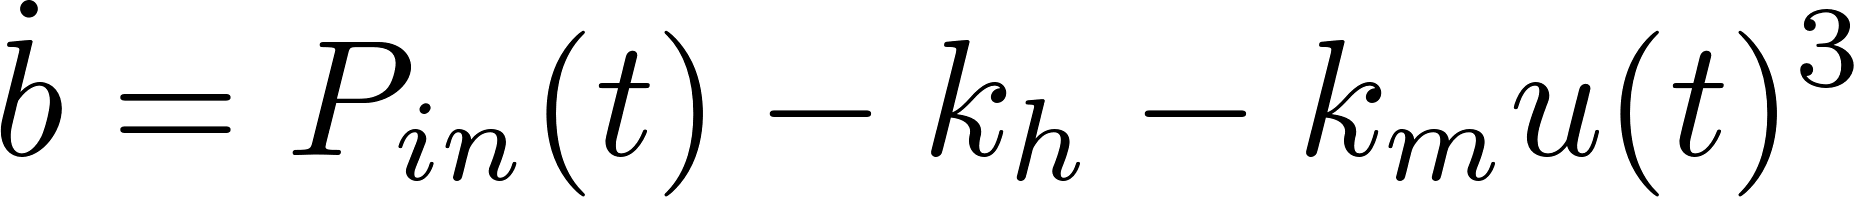 ḃ = P_{in}(t) − k_h − k_m u(t)^3